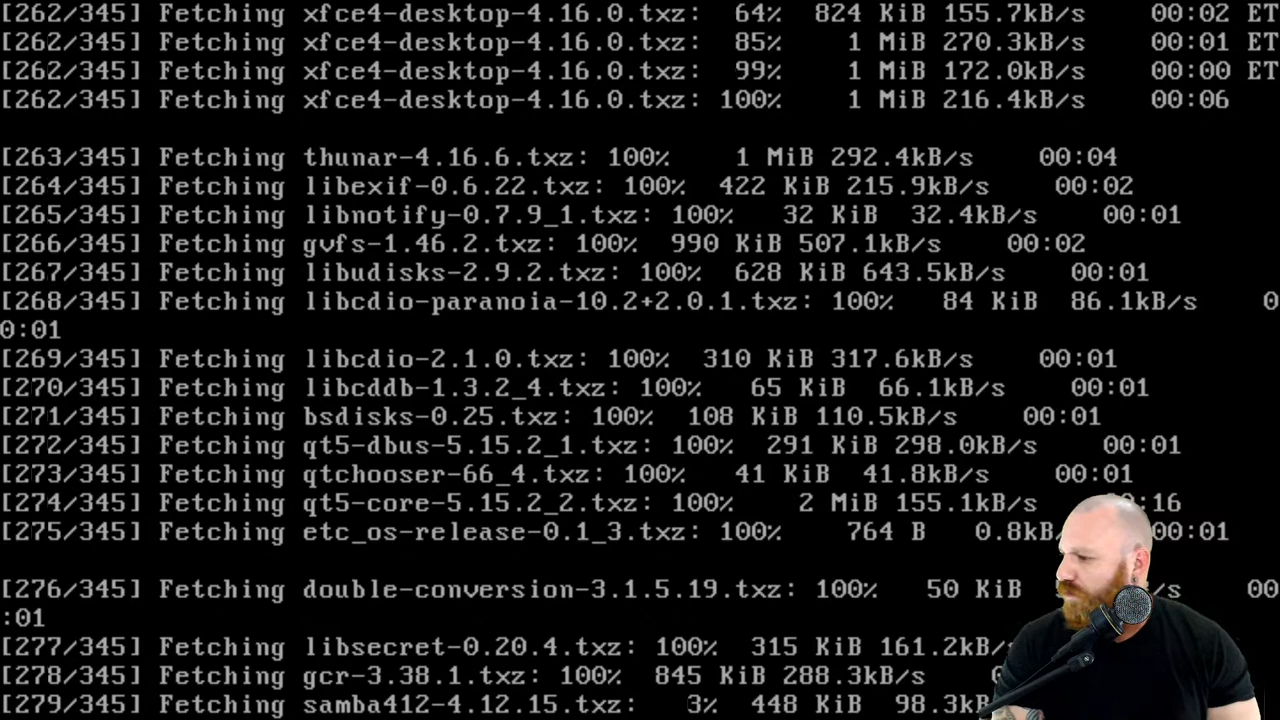 [262/345] Fetching xfce4-desktop-4.16.0.txz: 64% 824 KiB 155.7kB/s 00:02 ET
[262/345] Fetching xfce4-desktop-4.16.0.txz: 85% 1 MiB 270.3kB/s 00:01 ET
[262/345] Fetching xfce4-desktop-4.16.0.txz: 99% 1 MiB 172.0kB/s 00:00 ET
[262/345] Fetching xfce4-desktop-4.16.0.txz: 100% 1 MiB 216.4kB/s 00:06
[263/345] Fetching thunar-4.16.6.txz: 100% 1 MiB 292.4kB/s 00:04
[264/345] Fetching libexif-0.6.22.txz: 100% 422 KiB 215.9kB/s 00:02
[265/345] Fetching libnotify-0.7.9_1.txz: 100% 32 KiB 32.4kB/s 00:01
[266/345] Fetching gvfs-1.46.2.txz: 100% 990 KiB 507.1kB/s 00:02
[267/345] Fetching libudisks-2.9.2.txz: 100% 628 KiB 643.5kB/s 00:01
[268/345] Fetching libcdio-paranoia-10.2+2.0.1.txz: 100% 84 KiB 86.1kB/s 0
0:01
[269/345] Fetching libcdio-2.1.0.txz: 100% 310 KiB 317.6kB/s 00:01
[270/345] Fetching libcddb-1.3.2_4.txz: 100% 65 KiB 66.1kB/s 00:01
[271/345] Fetching bsdisks-0.25.txz: 100% 108 KiB 110.5kB/s 00:01
[272/345] Fetching qt5-dbus-5.15.2_1.txz: 100% 291 KiB 298.0kB/s 00:01
[273/345] Fetching qtchooser-66_4.txz: 100% 41 KiB 41.8kB/s 00:01
[274/345] Fetching qt5-core-5.15.2_2.txz: 100% 2 MiB 155.1kB/s :16
[275/345] Fetching etc_os-release-0.1_3.txz: 100% 764 B 0.8kB 00:01
[276/345] Fetching double-conversion-3.1.5.19.txz: 100% 50 KiB s 00
:01
[277/345] Fetching libsecret-0.20.4.txz: 100% 315 KiB 161.2kB/
[278/345] Fetching gcr-3.38.1.txz: 100% 845 KiB 288.3kB/s
[279/345] Fetching samba412-4.12.15.txz: 3% 448 KiB 98.3k